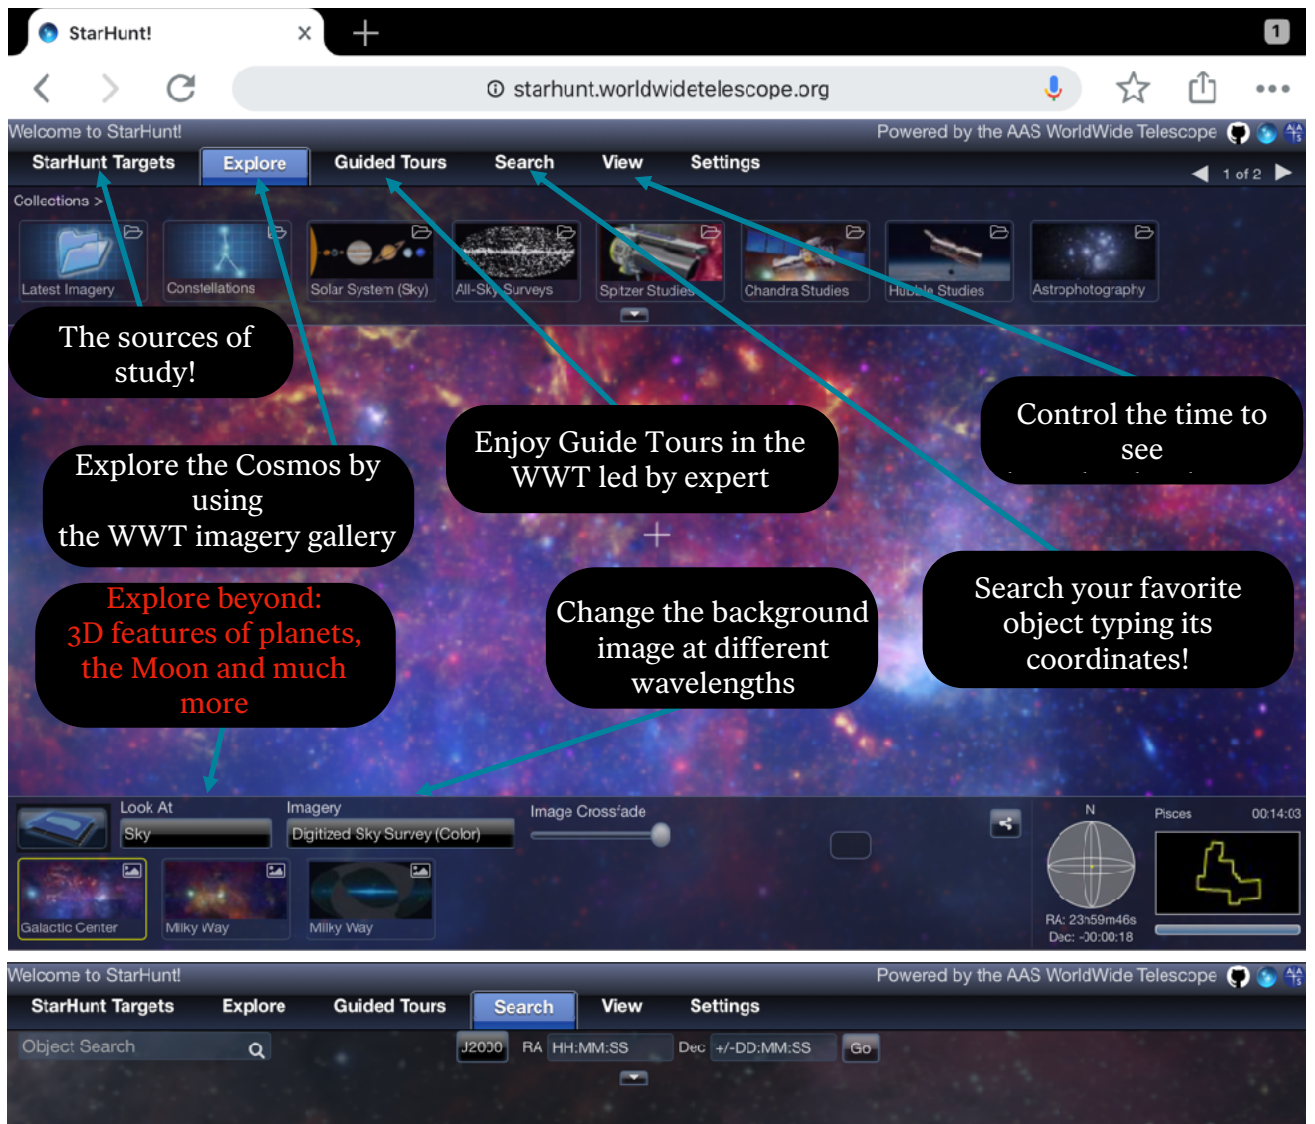 StarHunt!
1
starhunt.worldwidetelescope.org
Welcome to StarHunt!
Powered by the AAS WorldWide Telescope
StarHunt Targets Explore Guided Tours Search View Settings
1 of 2
Collections >
Latest Imagery Constellations Solar System (Sky) All-Sky Surveys Spitzer Studies Chandra Studies Hubble Studies Astrophotography
The sources of
study!
Explore the Cosmos by
using
the WWT imagery gallery
Enjoy Guide Tours in the
WWT led by expert
Control the time to
see
Explore beyond:
3D features of planets,
the Moon and much
more
Change the background
image at different
wavelengths
Search your favorite
object typing its
coordinates!
Look At
Sky
Imagery
Digitized Sky Survey (Color)
Image Crossfade
Galactic Center Milky Way Milky Way
N
RA: 23h59m46s
Dec: -00:00:18
Pisces 00:14:03
Welcome to StarHunt!
Powered by the AAS WorldWide Telescope
StarHunt Targets Explore Guided Tours Search View Settings
Object Search J2000 RA HH:MM:SS Dec +/-DD:MM:SS Go